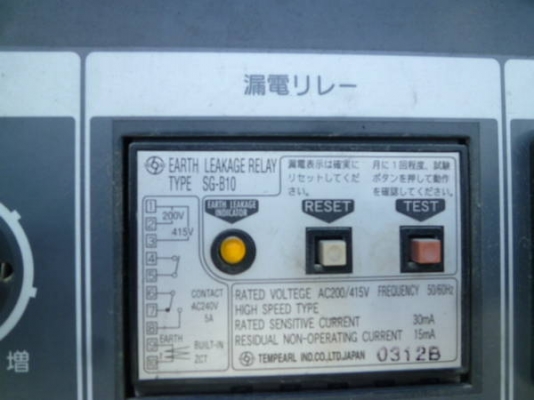 漏電リレー
EARTH LEAKAGE RELAY
TYPE SG-B10
漏電表示は確実に
リセットしてくだ
さい。
月に1回程度、試験
ボタンを押して動作
を確認してください。
1
2
3
200V
415V
4
5
6
7
8
CONTACT
AC240V
5A
9
10
EARTH
BUILT-IN
ZCT
EARTH LEAKAGE
INDICATOR
RESET
TEST
RATED VOLTEGE AC200/415V FREQUENCY 50/60Hz
HIGH SPEED TYPE
RATED SENSITIVE CURRENT 30mA
RESIDUAL NON-OPERATING CURRENT 15mA
TEMPEARL IND.CO.,LTD.JAPAN 0312B
増